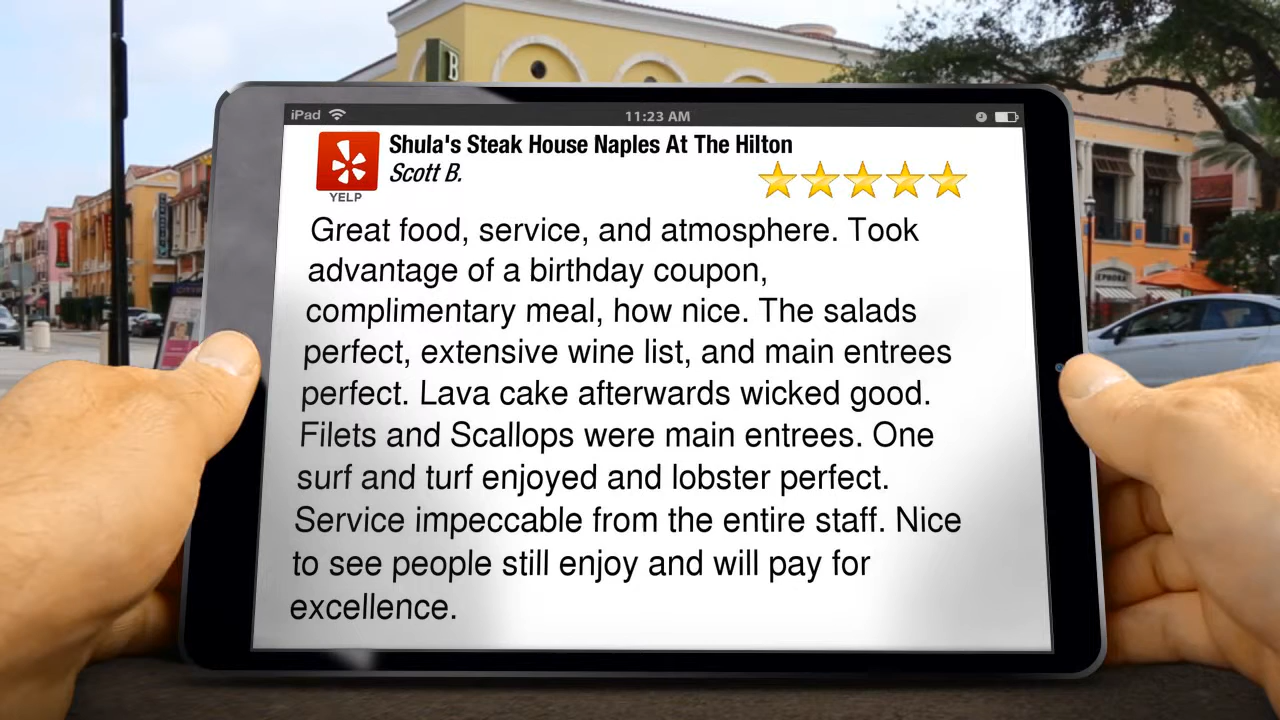 B
iPad
11:23 AM
Shula's Steak House Naples At The Hilton
Scott B.
YELP
Great food, service, and atmosphere. Took
advantage of a birthday coupon,
complimentary meal, how nice. The salads
perfect, extensive wine list, and main entrees
perfect. Lava cake afterwards wicked good.
Filets and Scallops were main entrees. One
surf and turf enjoyed and lobster perfect.
Service impeccable from the entire staff. Nice
to see people still enjoy and will pay for
excellence.
SEPHORA